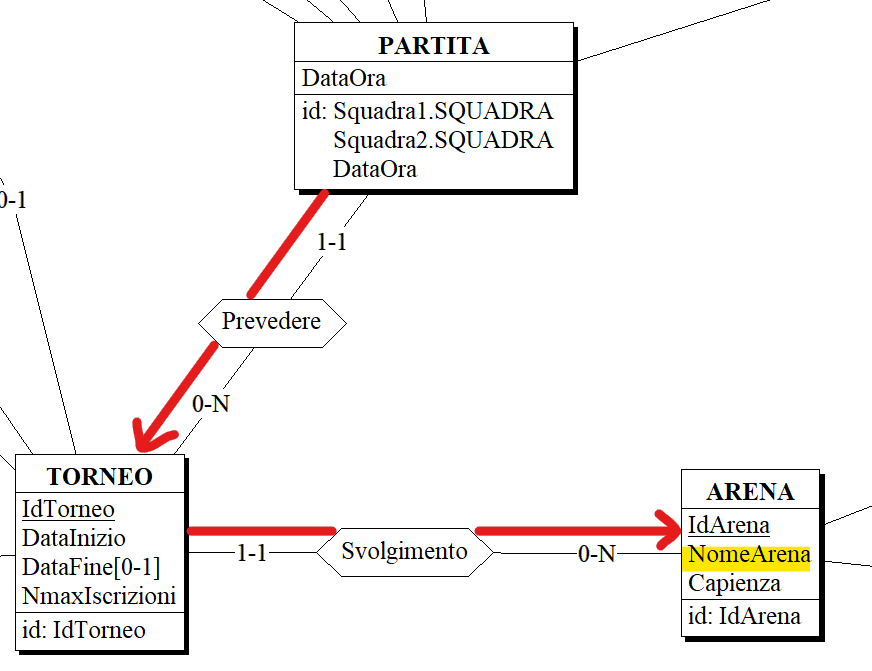 PARTITA
DataOra
id: Squadra1.SQUADRA
Squadra2.SQUADRA
DataOra
0-1
1-1
Prevedere
0-N
TORNEO
IdTorneo
DataInizio
DataFine[0-1]
NmaxIscrizioni
id: IdTorneo
1-1
Svolgimento
0-N
ARENA
IdArena
NomeArena
Capienza
id: IdArena